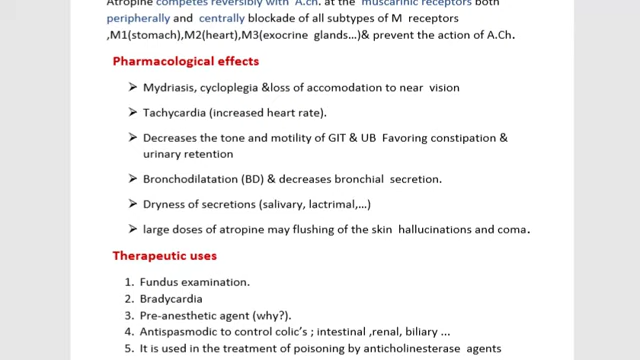 Atropine competes reversibly with A.ch. at the muscarinic receptors both
peripherally and centrally blockade of all subtypes of M receptors
,M1(stomach),M2(heart),M3(exocrine glands...)& prevent the action of A.Ch.
Pharmacological effects
➢ Mydriasis, cycloplegia &loss of accomodation to near vision
➢ Tachycardia (increased heart rate).
➢ Decreases the tone and motility of GIT & UB Favoring constipation &
urinary retention
➢ Bronchodilatation (BD) & decreases bronchial secretion.
➢ Dryness of secretions (salivary, lactrimal,...)
➢ large doses of atropine may flushing of the skin hallucinations and coma.
Therapeutic uses
1. Fundus examination.
2. Bradycardia
3. Pre-anesthetic agent (why?).
4. Antispasmodic to control colic's ; intestinal ,renal, biliary ...
5. It is used in the treatment of poisoning by anticholinesterase agents